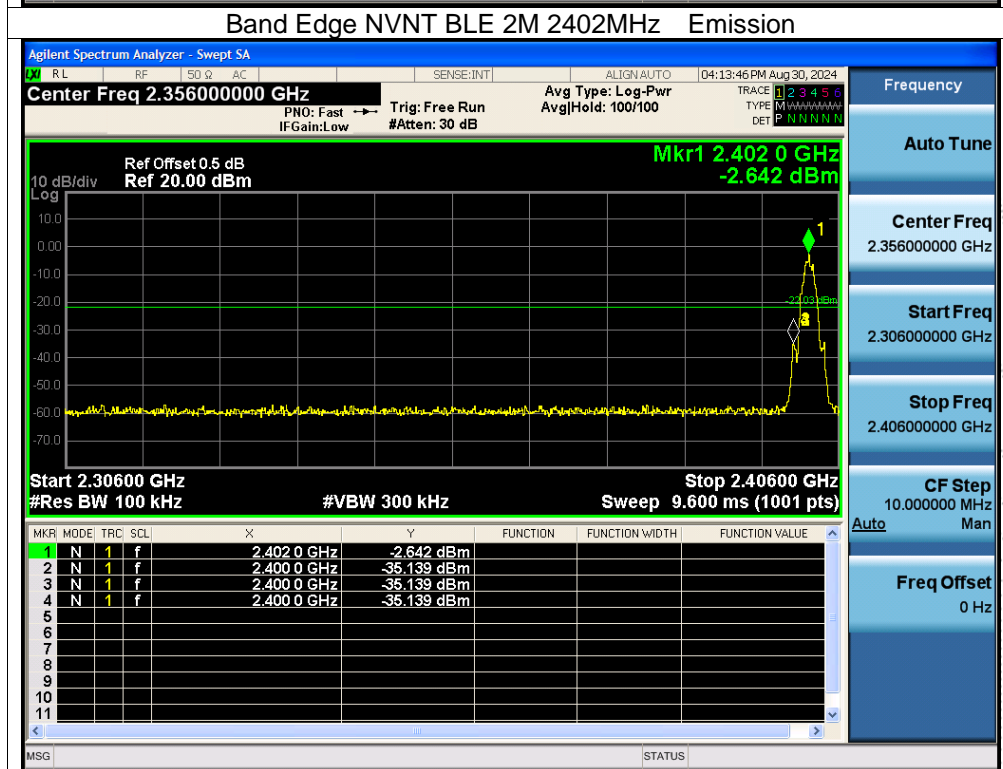 Band Edge NVNT BLE 2M 2402MHz Emission
Agilent Spectrum Analyzer - Swept SA
LXI RL RF 50 Ω AC SENSE:INT ALIGN AUTO 04:13:46 PM Aug 30, 2024
Center Freq 2.356000000 GHz
PNO: Fast
IFGain:Low
Trig: Free Run
#Atten: 30 dB
Avg Type: Log-Pwr
Avg|Hold: 100/100
TRACE 1 2 3 4 5 6
TYPE M
DET P N N N N N
Mkr1 2.402 0 GHz
-2.642 dBm
Ref Offset 0.5 dB
10 dB/div Ref 20.00 dBm
Log
10.0
0.00
-10.0
-20.0
-30.0
-40.0
-50.0
-60.0
-70.0
1
-22.03 dBm
Start 2.30600 GHz Stop 2.40600 GHz
#Res BW 100 kHz #VBW 300 kHz Sweep 9.600 ms (1001 pts)
MKR MODE TRC SCL X Y FUNCTION FUNCTION WIDTH FUNCTION VALUE
1 N 1 f 2.402 0 GHz -2.642 dBm
2 N 1 f 2.400 0 GHz -35.139 dBm
3 N 1 f 2.400 0 GHz -35.139 dBm
4 N 1 f 2.400 0 GHz -35.139 dBm
5
6
7
8
9
10
11
MSG STATUS
Frequency
Auto Tune
Center Freq
2.356000000 GHz
Start Freq
2.306000000 GHz
Stop Freq
2.406000000 GHz
CF Step
10.000000 MHz
Auto Man
Freq Offset
0 Hz